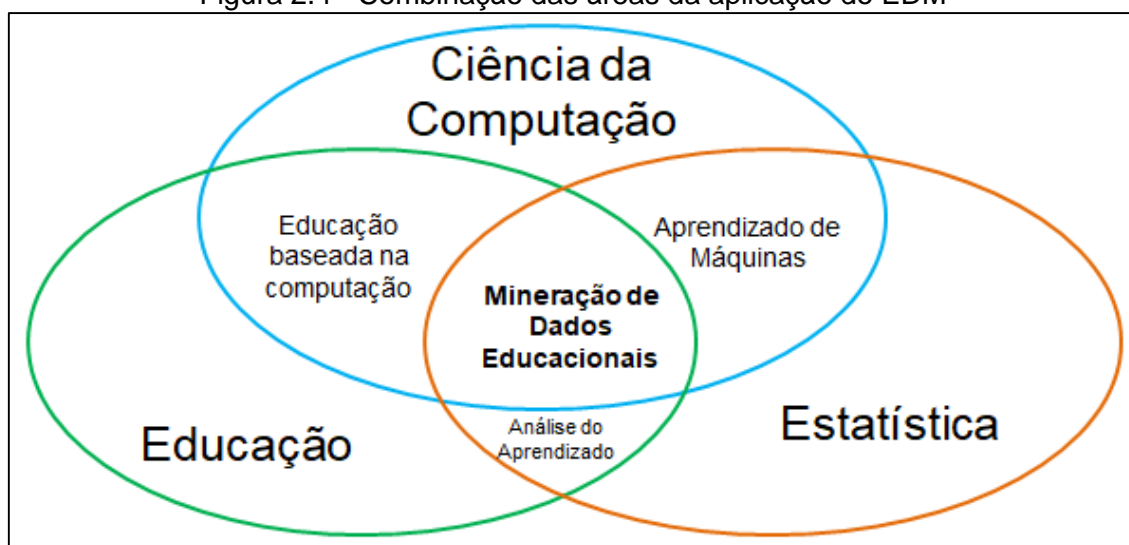 Ciência da
Computação
Educação
baseada na
computação
Aprendizado de
Máquinas
Mineração de
Dados
Educacionais
Educação
Análise do
Aprendizado
Estatística